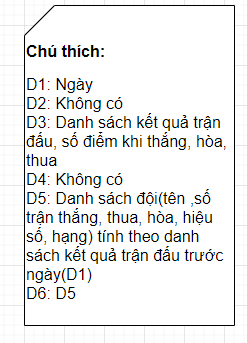 Chú thích:
D1: Ngày
D2: Không có
D3: Danh sách kết quả trận
đấu, số điểm khi thắng, hòa,
thua
D4: Không có
D5: Danh sách đội(tên ,số
trận thắng, thua, hòa, hiệu
số, hạng) tính theo danh
sách kết quả trận đấu trước
ngày(D1)
D6: D5